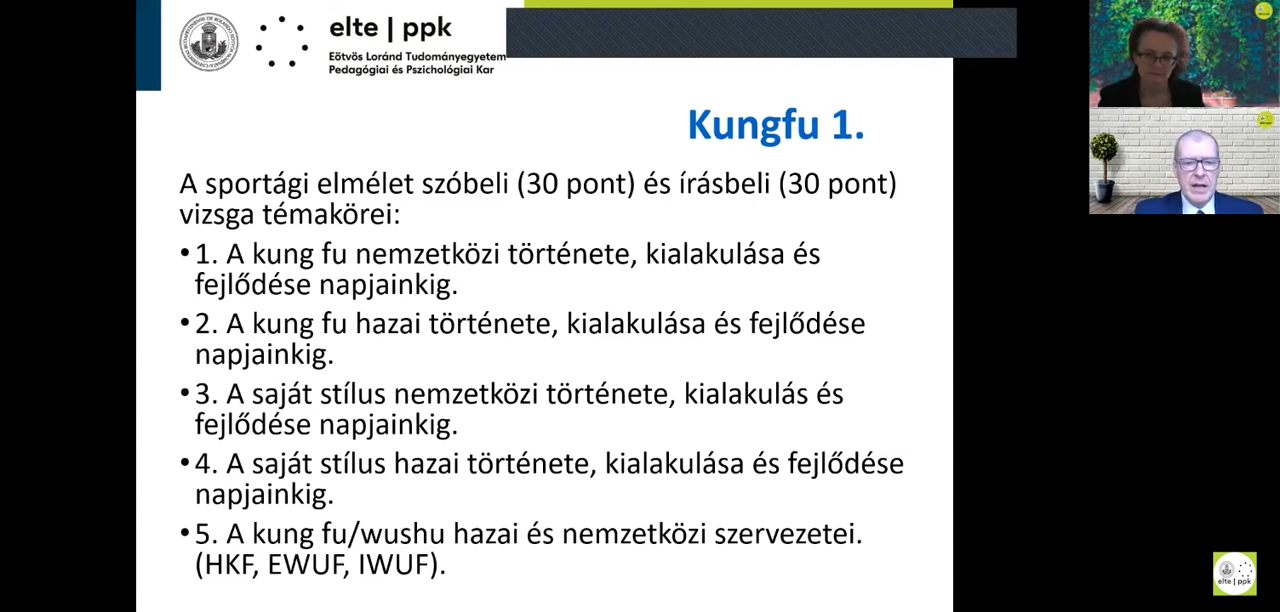 elte | ppk
Eötvös Loránd Tudományegyetem
Pedagógiai és Pszichológiai Kar
Kungfu 1.
A sportági elmélet szóbeli (30 pont) és írásbeli (30 pont)
vizsga témakörei:
•1. A kung fu nemzetközi története, kialakulása és
fejlődése napjainkig.
•2. A kung fu hazai története, kialakulása és fejlődése
napjainkig.
•3. A saját stílus nemzetközi története, kialakulás és
fejlődése napjainkig.
•4. A saját stílus hazai története, kialakulása és fejlődése
napjainkig.
•5. A kung fu/wushu hazai és nemzetközi szervezetei.
(HKF, EWUF, IWUF).
elte | ppk